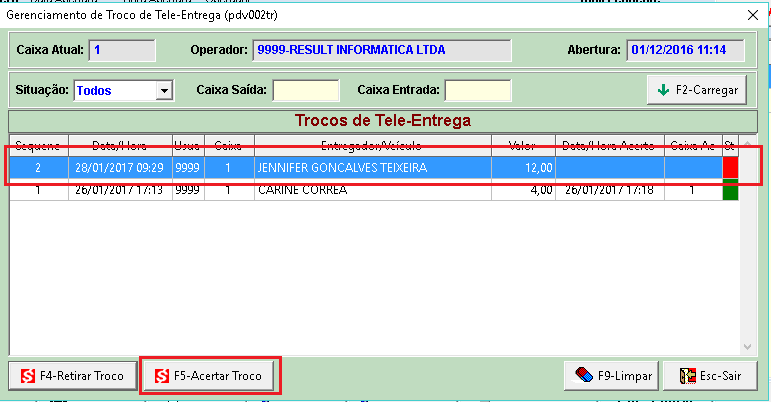 Gerenciamento de Troco de Tele-Entrega (pdv002tr)
Caixa Atual: 1 Operador: 9999-RESULT INFORMATICA LTDA Abertura: 01/12/2016 11:14
Situação: Todos Caixa Saída: Caixa Entrada: F2-Carregar
Trocos de Tele-Entrega
Sequenc Data/Hora Usua Caixa Entregador/Veículo Valor Data/Hora Acerto Caixa Ac St
2 28/01/2017 09:29 9999 1 JENNIFER GONCALVES TEIXEIRA 12,00
1 26/01/2017 17:13 9999 1 CARINE CORREA 4,00 26/01/2017 17:18 1
F4-Retirar Troco F5-Acertar Troco F9-Limpar Esc-Sair